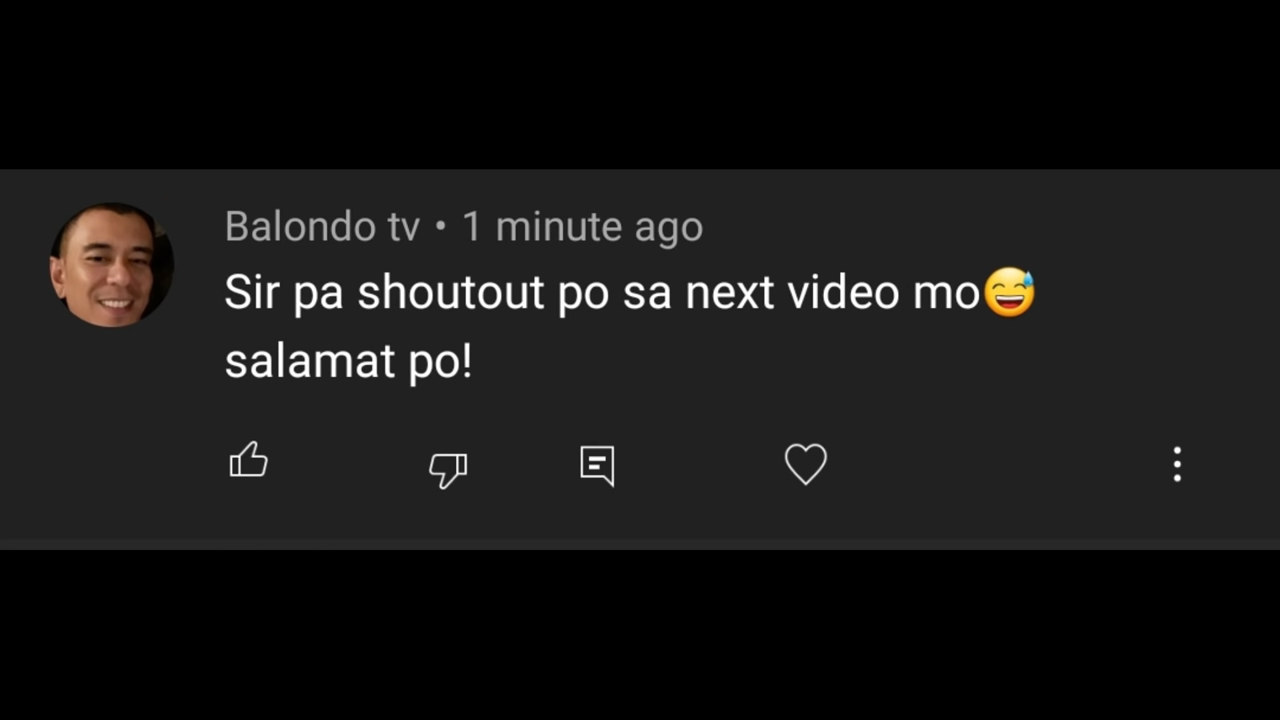 Balondo tv • 1 minute ago
Sir pa shoutout po sa next video mo😅
salamat po!